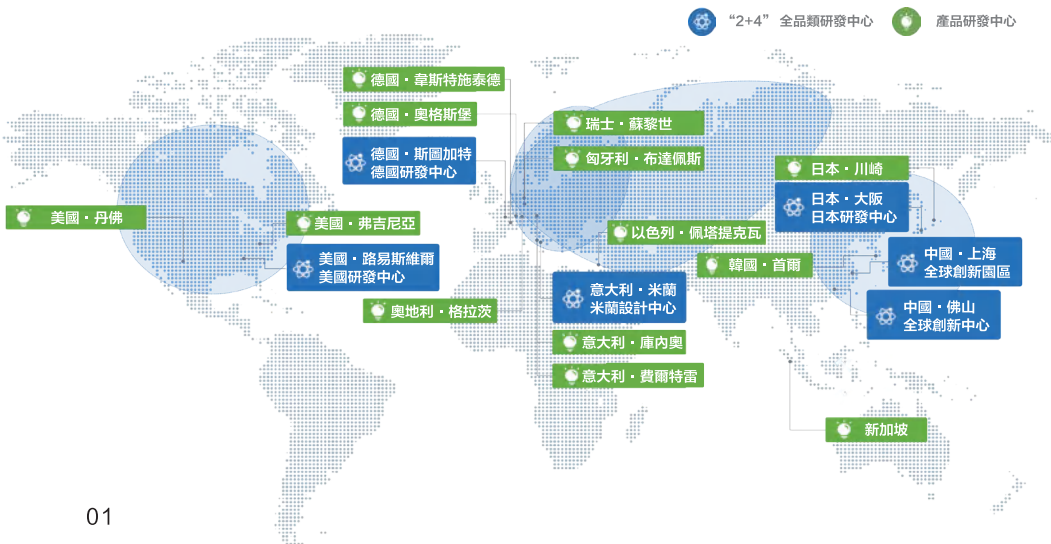 “2+4” 全品類研發中心
產品研發中心
德國·韋斯特施泰德
德國·奧格斯堡
德國·斯圖加特
德國研發中心
瑞士·蘇黎世
匈牙利·布達佩斯
日本·川崎
日本·大阪
日本研發中心
美國·丹佛
美國·弗吉尼亞
美國·路易斯維爾
美國研發中心
以色列·佩塔提克瓦
韓國·首爾
中國·上海
全球創新園區
意大利·米蘭
米蘭設計中心
中國·佛山
全球創新中心
奧地利·格拉茨
意大利·庫內奧
意大利·費爾特雷
新加坡
01